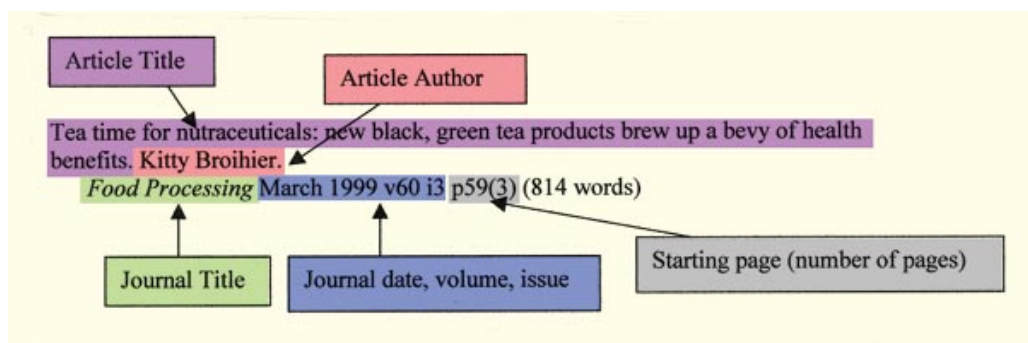 Article Title
Article Author
Tea time for nutraceuticals: new black, green tea products brew up a bevy of health
benefits. Kitty Broihier.
Food Processing March 1999 v60 i3 p59(3) (814 words)
Journal Title
Journal date, volume, issue
Starting page (number of pages)